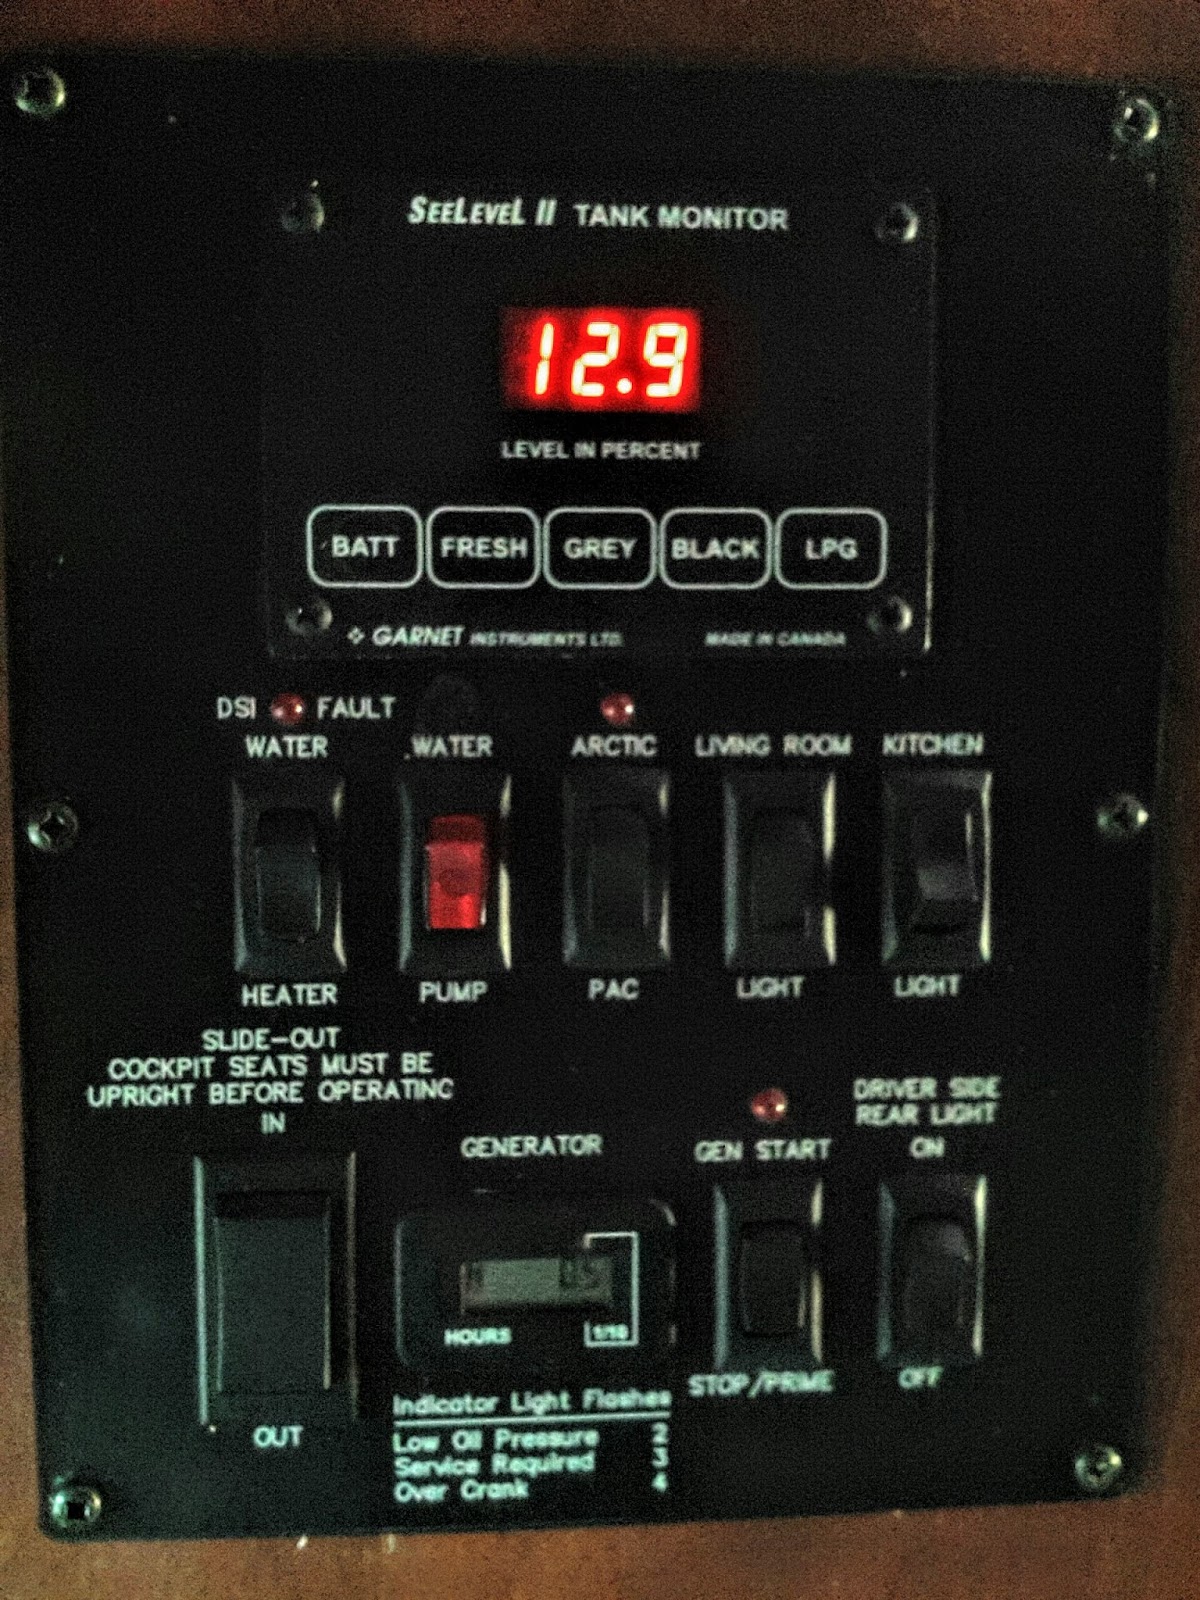 SEELEVEL II TANK MONITOR
12.9
LEVEL IN PERCENT
BATT FRESH GREY BLACK LPG
GARNET INSTRUMENTS LTD. MADE IN CANADA
DSI FAULT
WATER WATER ARCTIC LIVING ROOM KITCHEN
HEATER PUMP PAC LIGHT LIGHT
SLIDE-OUT
COCKPIT SEATS MUST BE
UPRIGHT BEFORE OPERATING
IN
GENERATOR
HOURS 1/10
Indicator Light Flashes
Low Oil Pressure 2
Service Required 3
Over Crank 4
OUT
GEN START
STOP/PRIME
DRIVER SIDE
REAR LIGHT
ON
OFF